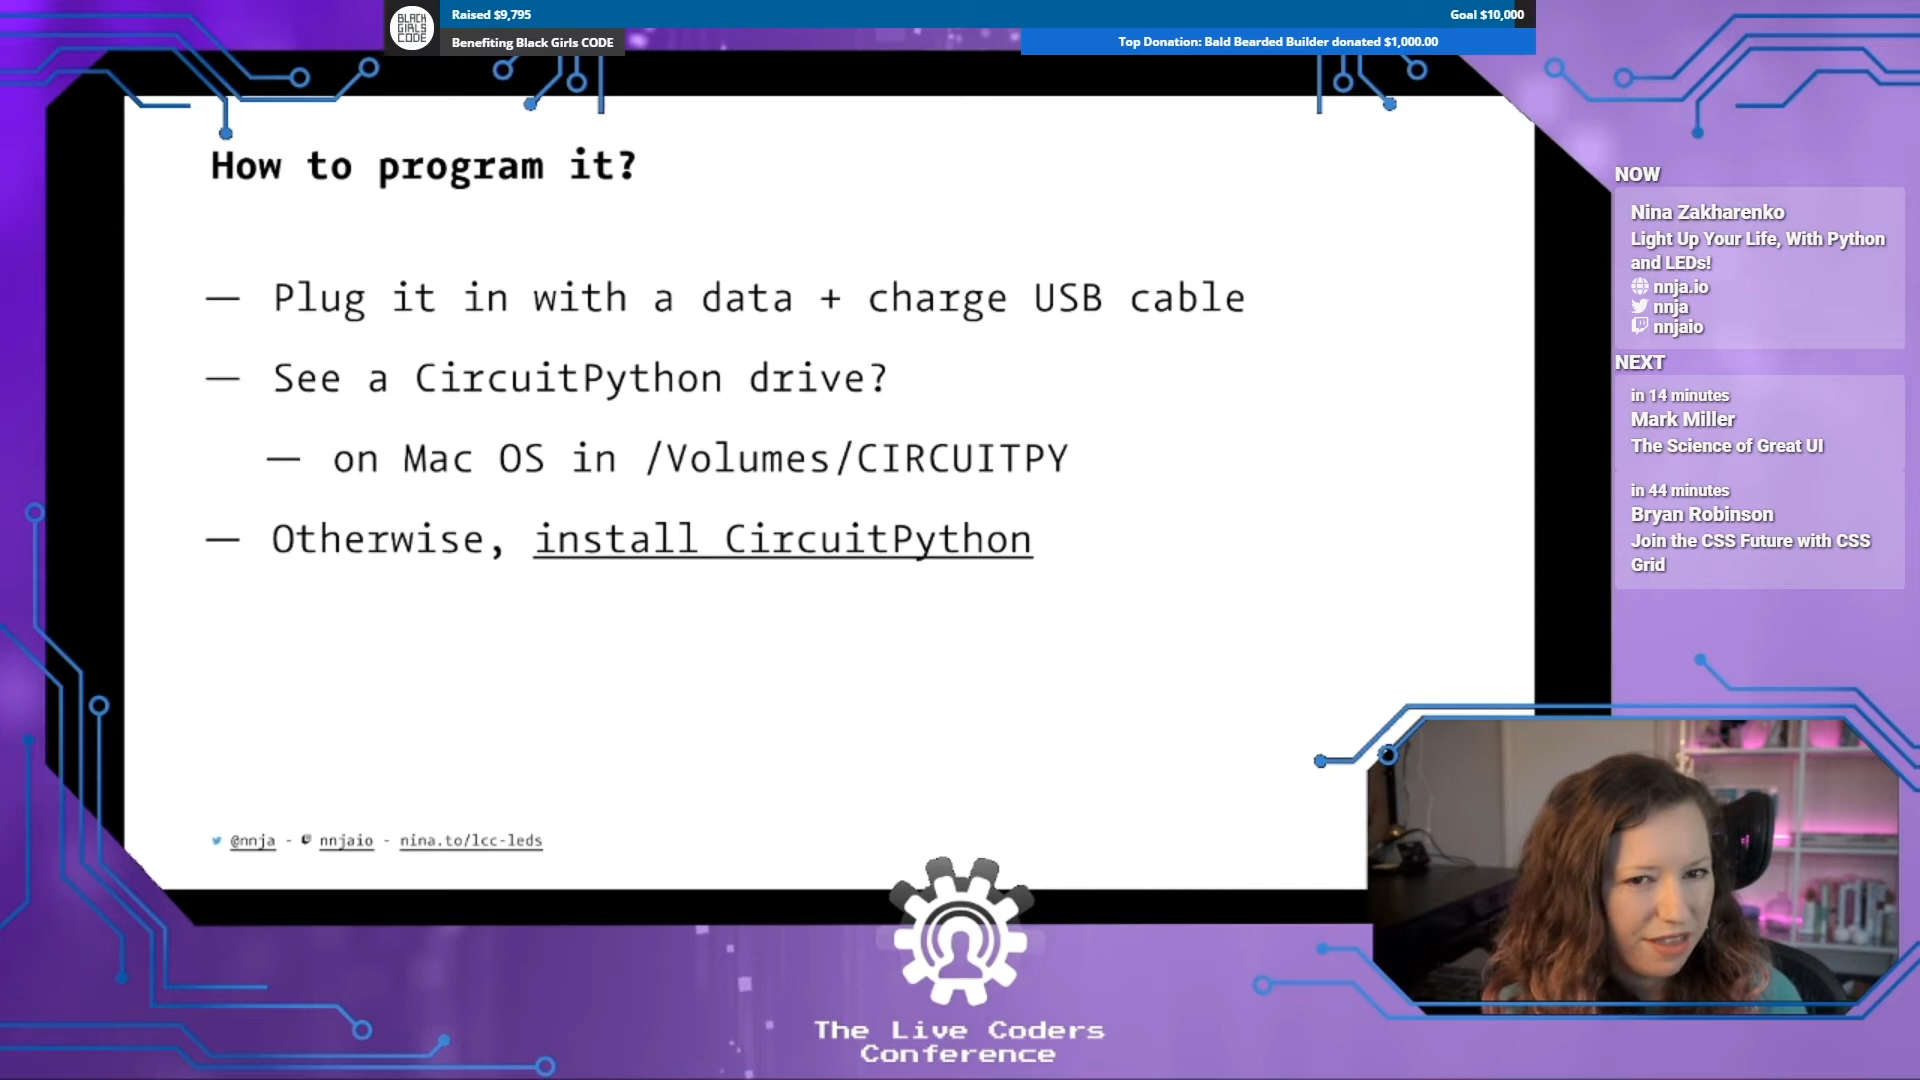 BLACK
GIRLS
CODE
Raised $9,795
Goal $10,000
Benefiting Black Girls CODE
Top Donation: Bald Bearded Builder donated $1,000.00
How to program it?
— Plug it in with a data + charge USB cable
— See a CircuitPython drive?
— on Mac OS in /Volumes/CIRCUITPY
— Otherwise, install CircuitPython
@nnja - nnjaio - nina.to/lcc-leds
NOW
Nina Zakharenko
Light Up Your Life, With Python
and LEDs!
nnja.io
nnja
nnjaio
NEXT
in 14 minutes
Mark Miller
The Science of Great UI
in 44 minutes
Bryan Robinson
Join the CSS Future with CSS
Grid
The Live Coders
Conference